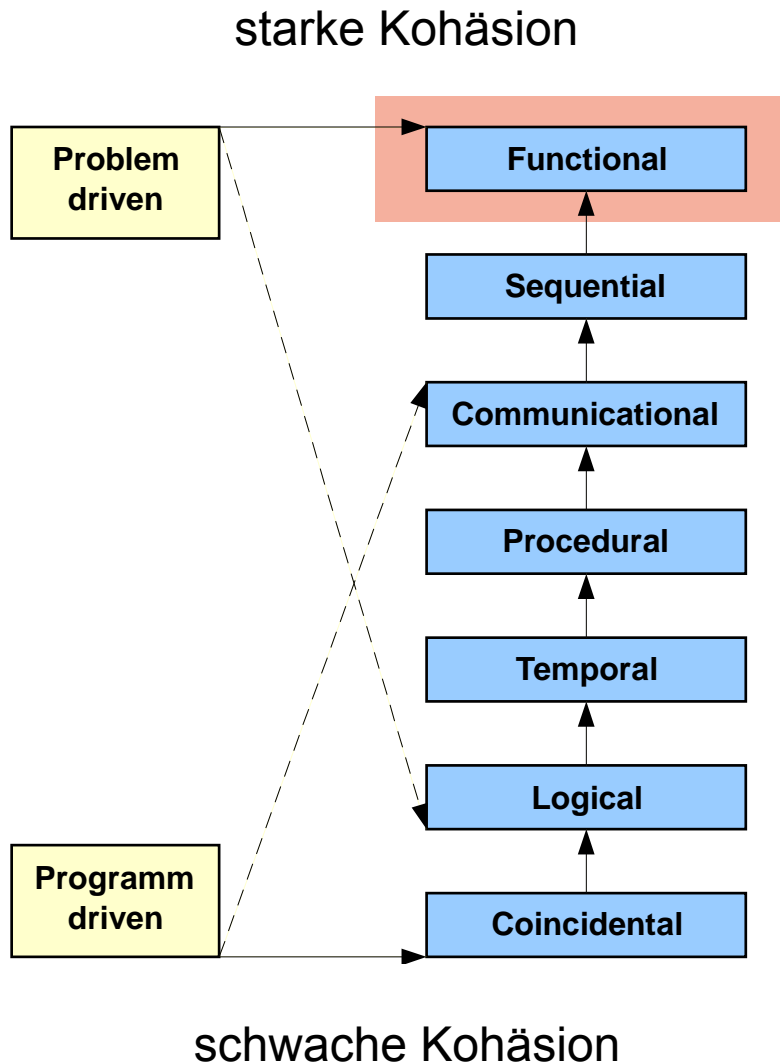 starke Kohäsion
Problem
driven
Functional
Sequential
Communicational
Procedural
Temporal
Logical
Programm
driven
Coincidental
schwache Kohäsion